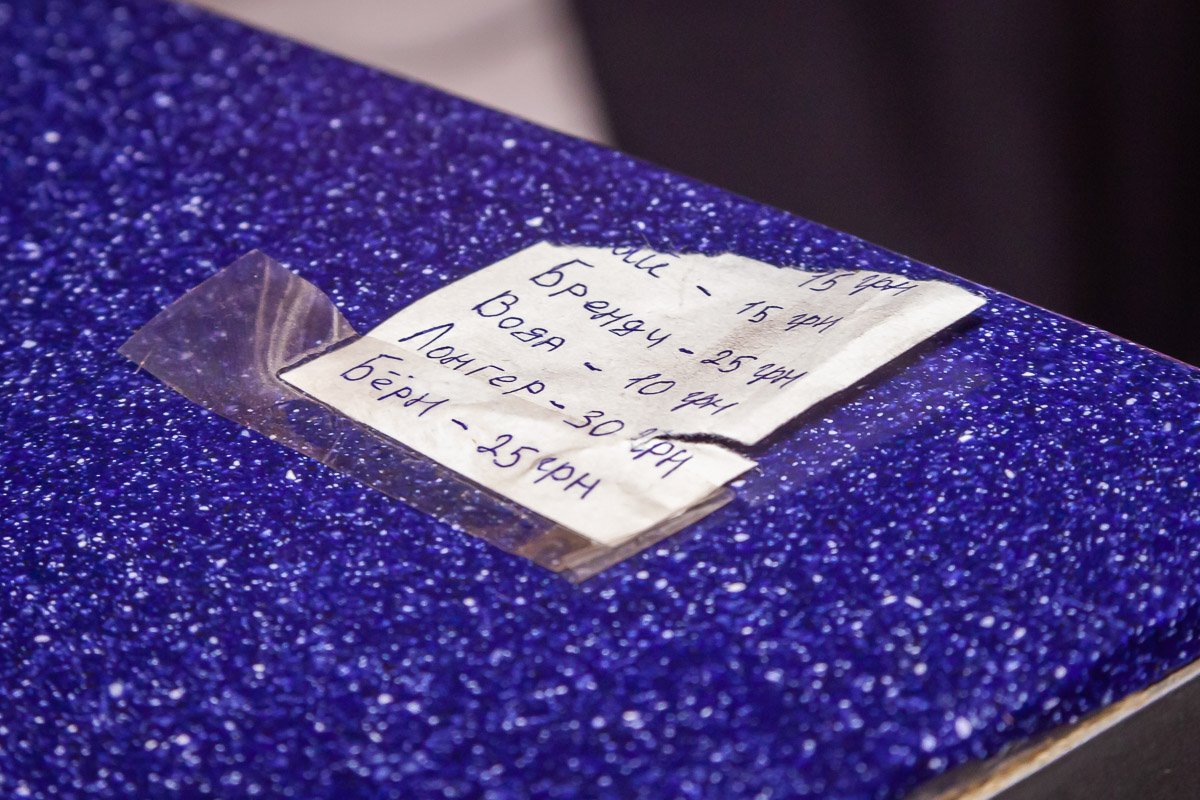 15 грн
- 15 грн
Бренди - 25 грн
Вода - 10 грн
Лонгер - 30 грн
Бёрн - 25 грн